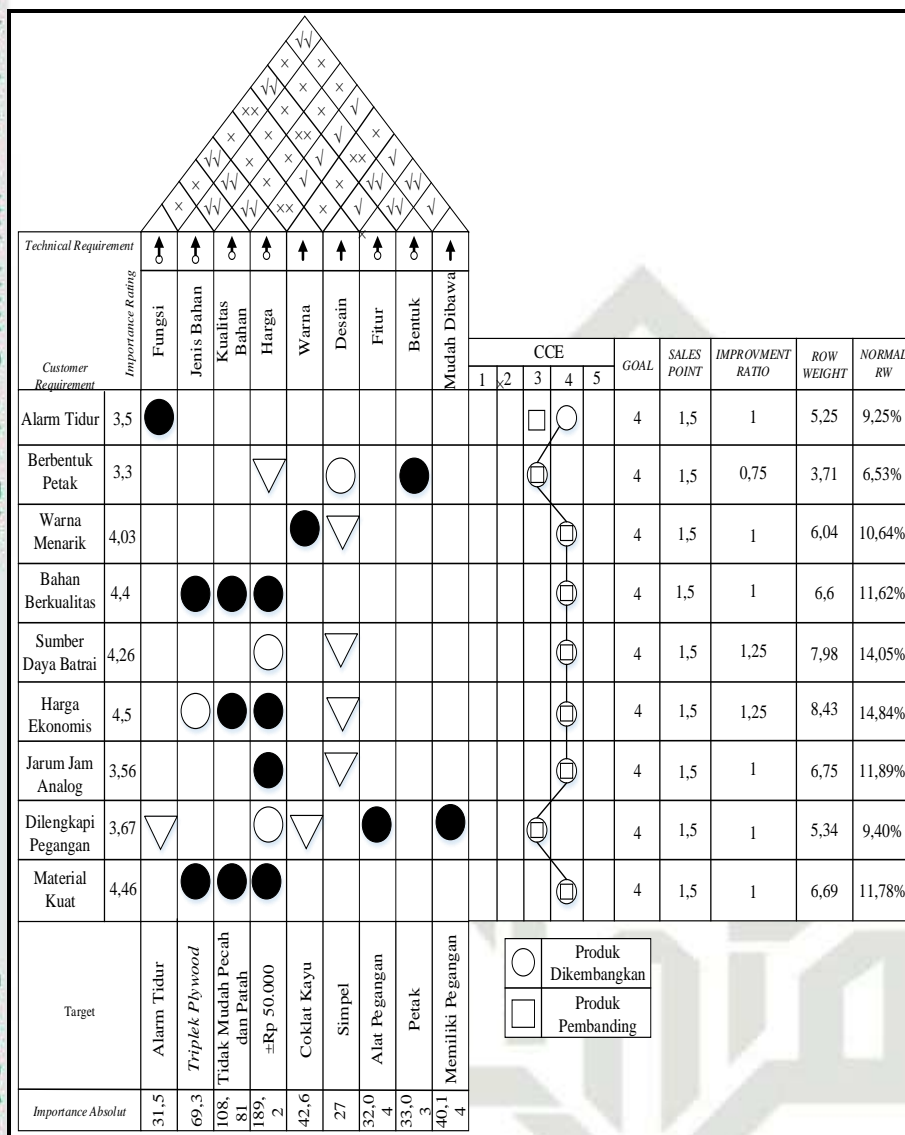 Technical Requirement
Importance Rating
Customer
Requirement
Fungsi
Jenis Bahan
Kualitas
Bahan
Harga
Warna
Desain
Fitur
Bentuk
Mudah Dibawa
CCE
1 ×2 3 4 5
GOAL
SALES
POINT
IMPROVMENT
RATIO
ROW
WEIGHT
NORMAL
RW
Alarm Tidur 3,5 4 1,5 1 5,25 9,25%
Berbentuk
Petak 3,3 4 1,5 0,75 3,71 6,53%
Warna
Menarik 4,03 4 1,5 1 6,04 10,64%
Bahan
Berkualitas 4,4 4 1,5 1 6,6 11,62%
Sumber
Daya Batrai 4,26 4 1,5 1,25 7,98 14,05%
Harga
Ekonomis 4,5 4 1,5 1,25 8,43 14,84%
Jarum Jam
Analog 3,56 4 1,5 1 6,75 11,89%
Dilengkapi
Pegangan 3,67 4 1,5 1 5,34 9,40%
Material
Kuat 4,46 4 1,5 1 6,69 11,78%
Target
Alarm Tidur
Triplek Plywood
Tidak Mudah Pecah
dan Patah
±Rp 50.000
Coklat Kayu
Simpel
Alat Pegangan
Petak
Memiliki Pegangan
Produk
Dikembangkan
Produk
Pembanding
Importance Absolut
31,5
69,3
108,
81
189,
2
42,6
27
32,0
4
33,0
3
40,1
4